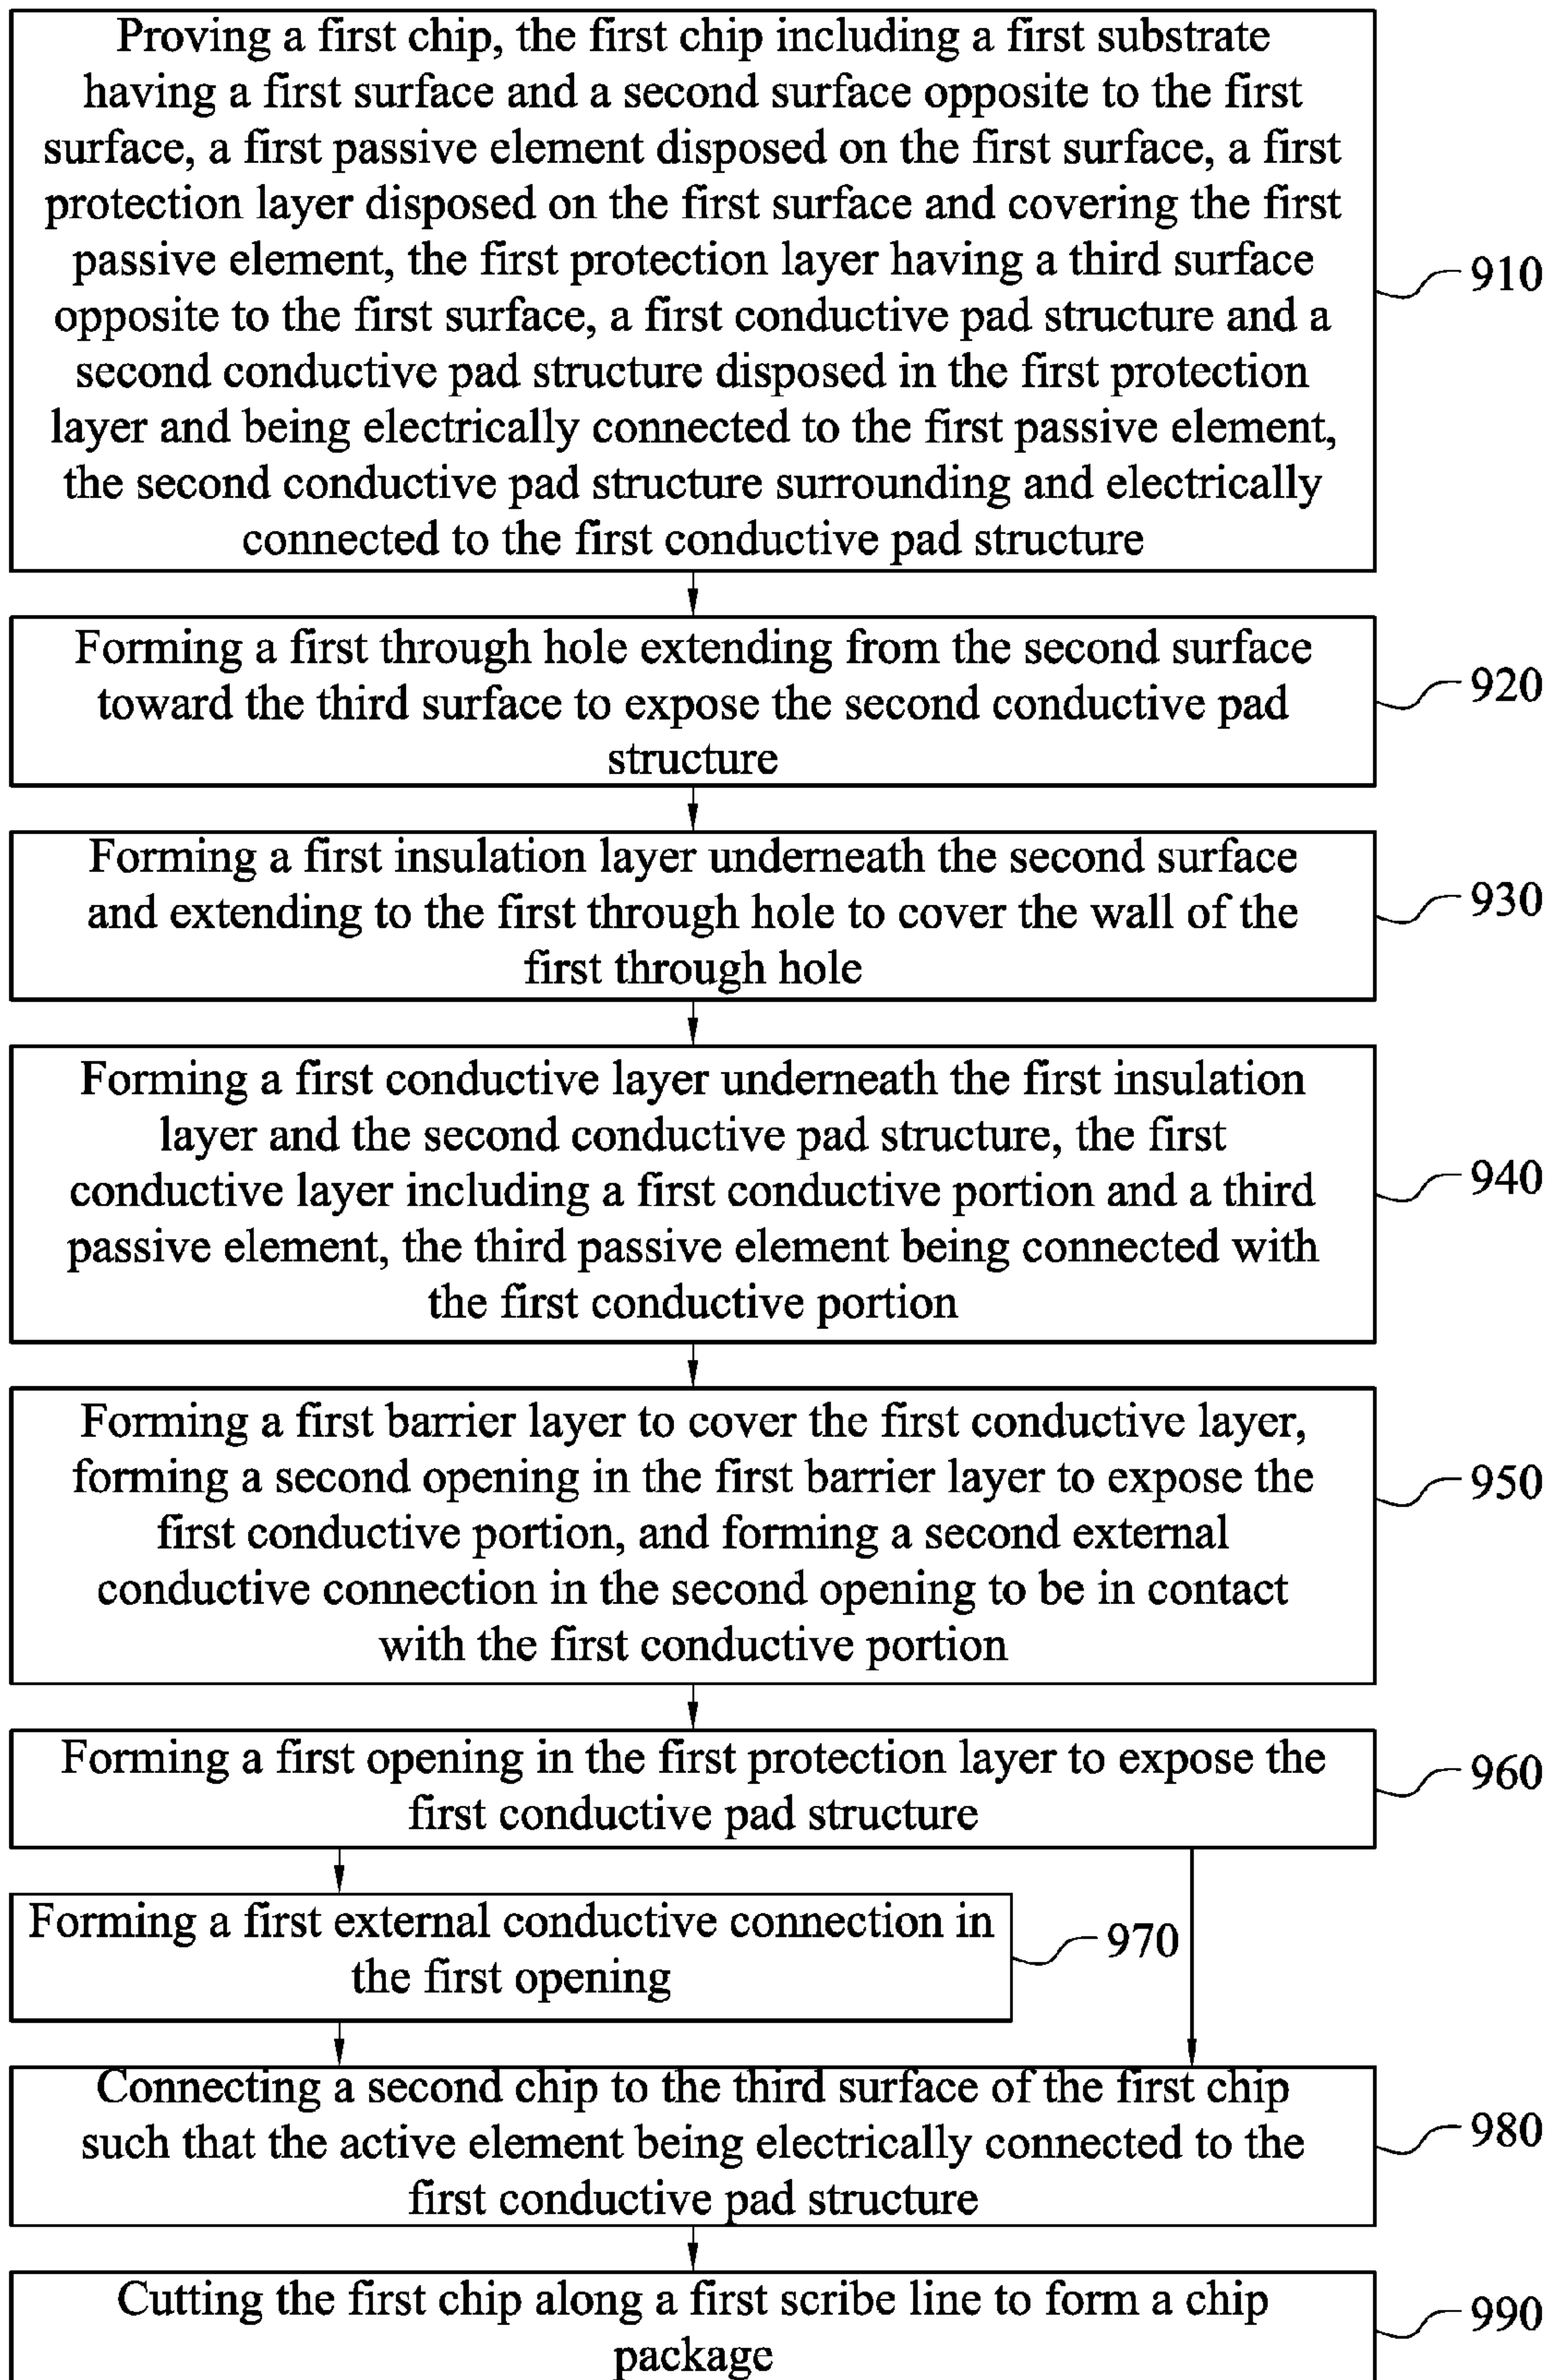 Proving a first chip, the first chip including a first substrate
having a first surface and a second surface opposite to the first
surface, a first passive element disposed on the first surface, a first
protection layer disposed on the first surface and covering the first
passive element, the first protection layer having a third surface
opposite to the first surface, a first conductive pad structure and a
second conductive pad structure disposed in the first protection
layer and being electrically connected to the first passive element,
the second conductive pad structure surrounding and electrically
connected to the first conductive pad structure
910
Forming a first through hole extending from the second surface
toward the third surface to expose the second conductive pad
structure
920
Forming a first insulation layer underneath the second surface
and extending to the first through hole to cover the wall of the
first through hole
930
Forming a first conductive layer underneath the first insulation
layer and the second conductive pad structure, the first
conductive layer including a first conductive portion and a third
passive element, the third passive element being connected with
the first conductive portion
940
Forming a first barrier layer to cover the first conductive layer,
forming a second opening in the first barrier layer to expose the
first conductive portion, and forming a second external
conductive connection in the second opening to be in contact
with the first conductive portion
950
Forming a first opening in the first protection layer to expose the
first conductive pad structure
960
Forming a first external conductive connection in
the first opening
970
Connecting a second chip to the third surface of the first chip
such that the active element being electrically connected to the
first conductive pad structure
980
Cutting the first chip along a first scribe line to form a chip
package
990